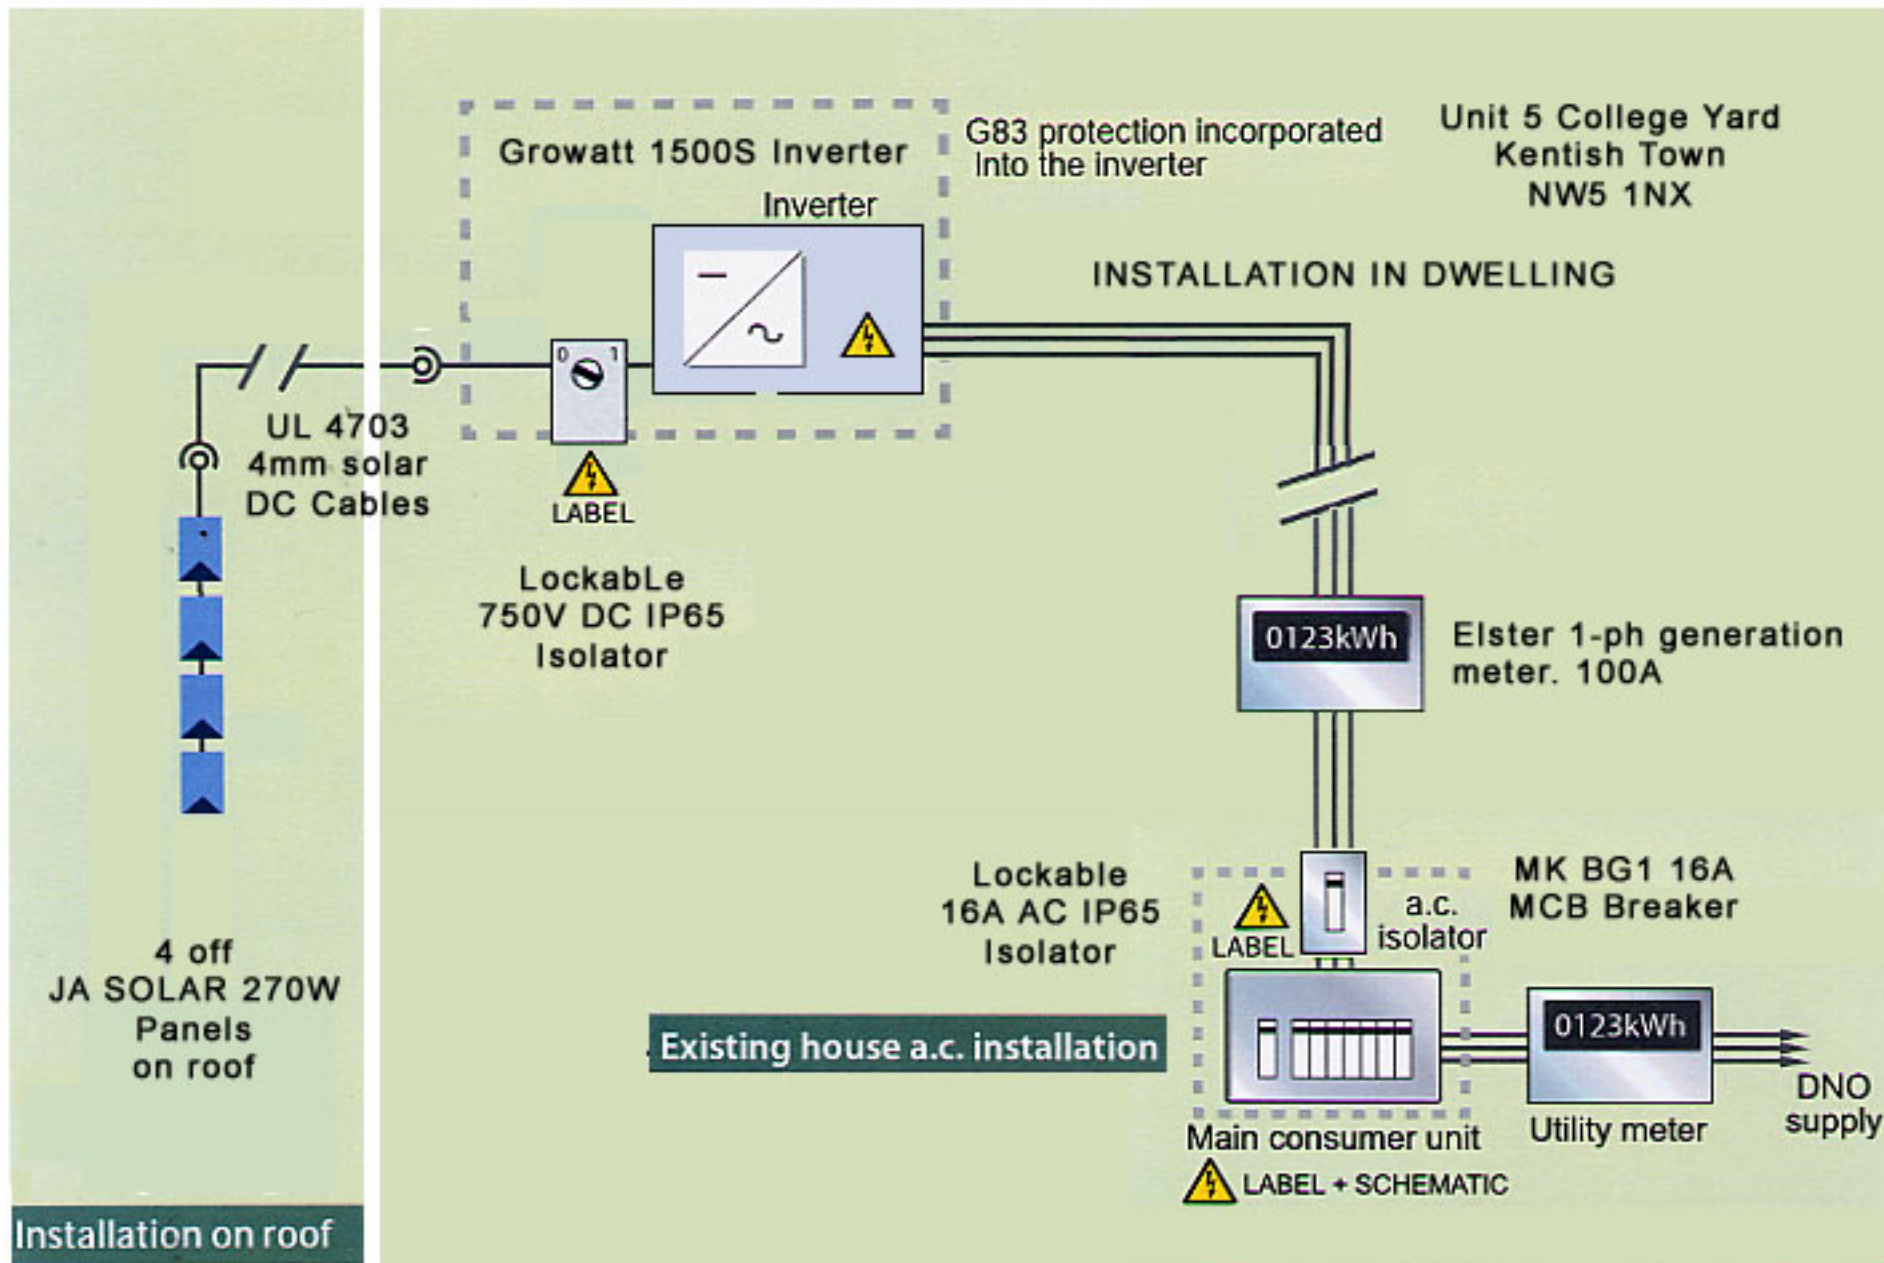 Growatt 1500S Inverter
Inverter
G83 protection incorporated
Into the inverter
Unit 5 College Yard
Kentish Town
NW5 1NX
INSTALLATION IN DWELLING
0 1
UL 4703
4mm solar
DC Cables
LABEL
LockabLe
750V DC IP65
Isolator
0123kWh
Elster 1-ph generation
meter. 100A
4 off
JA SOLAR 270W
Panels
on roof
Lockable
16A AC IP65
Isolator
LABEL
a.c.
isolator
MK BG1 16A
MCB Breaker
Existing house a.c. installation
0123kWh
DNO
supply
Main consumer unit
Utility meter
LABEL + SCHEMATIC
Installation on roof